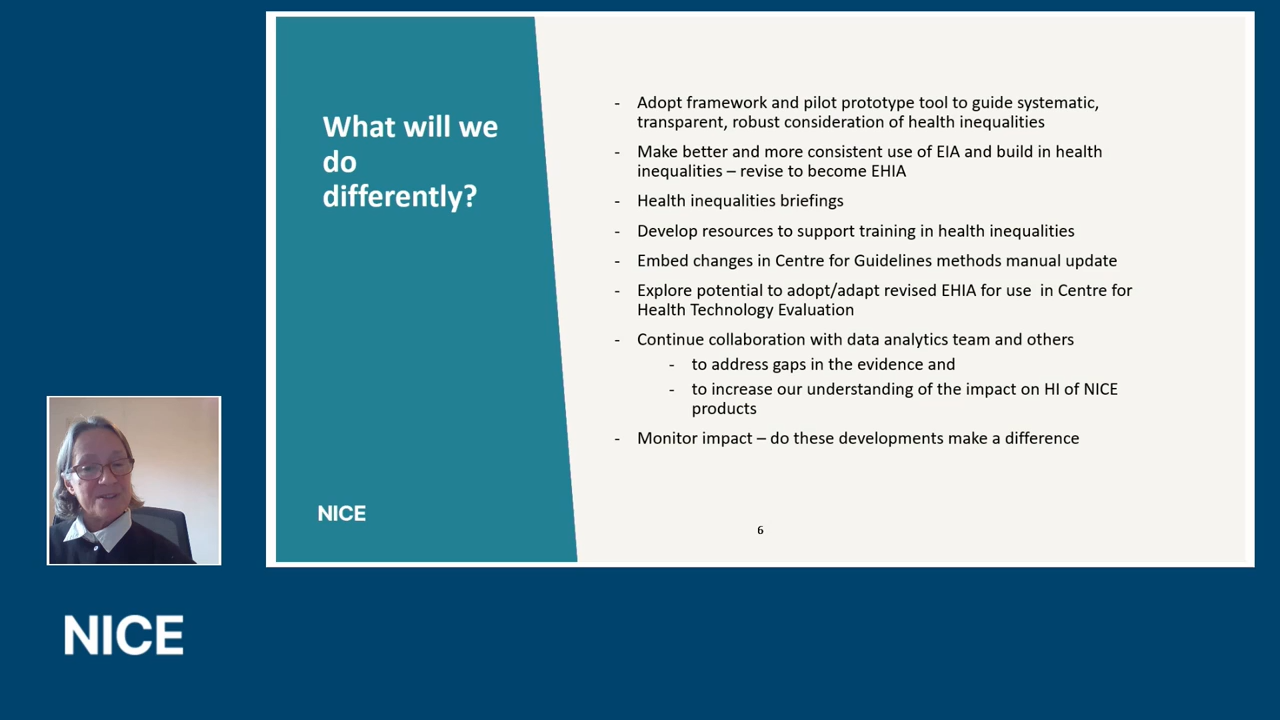 What will we
do
differently?
- Adopt framework and pilot prototype tool to guide systematic,
transparent, robust consideration of health inequalities
- Make better and more consistent use of EIA and build in health
inequalities – revise to become EHIA
- Health inequalities briefings
- Develop resources to support training in health inequalities
- Embed changes in Centre for Guidelines methods manual update
- Explore potential to adopt/adapt revised EHIA for use  in Centre for
Health Technology Evaluation
- Continue collaboration with data analytics team and others
- to address gaps in the evidence and
- to increase our understanding of the impact on HI of NICE
products
- Monitor impact – do these developments make a difference
NICE
6
NICE